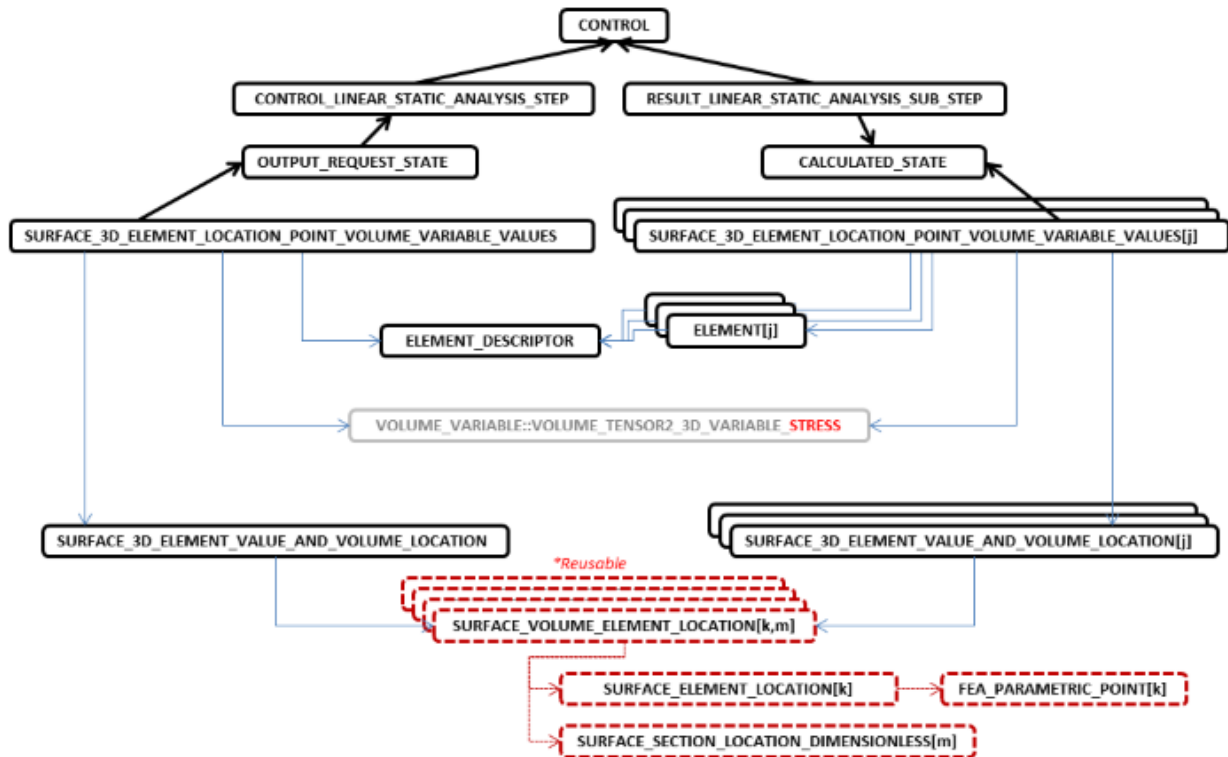 CONTROL
CONTROL_LINEAR_STATIC_ANALYSIS_STEP
RESULT_LINEAR_STATIC_ANALYSIS_SUB_STEP
OUTPUT_REQUEST_STATE
CALCULATED_STATE
SURFACE_3D_ELEMENT_LOCATION_POINT_VOLUME_VARIABLE_VALUES
SURFACE_3D_ELEMENT_LOCATION_POINT_VOLUME_VARIABLE_VALUES[j]
ELEMENT_DESCRIPTOR
ELEMENT[j]
VOLUME_VARIABLE::VOLUME_TENSOR2_3D_VARIABLE_STRESS
SURFACE_3D_ELEMENT_VALUE_AND_VOLUME_LOCATION
SURFACE_3D_ELEMENT_VALUE_AND_VOLUME_LOCATION[j]
*Reusable
SURFACE_VOLUME_ELEMENT_LOCATION[k,m]
SURFACE_ELEMENT_LOCATION[k]
FEA_PARAMETRIC_POINT[k]
SURFACE_SECTION_LOCATION_DIMENSIONLESS[m]